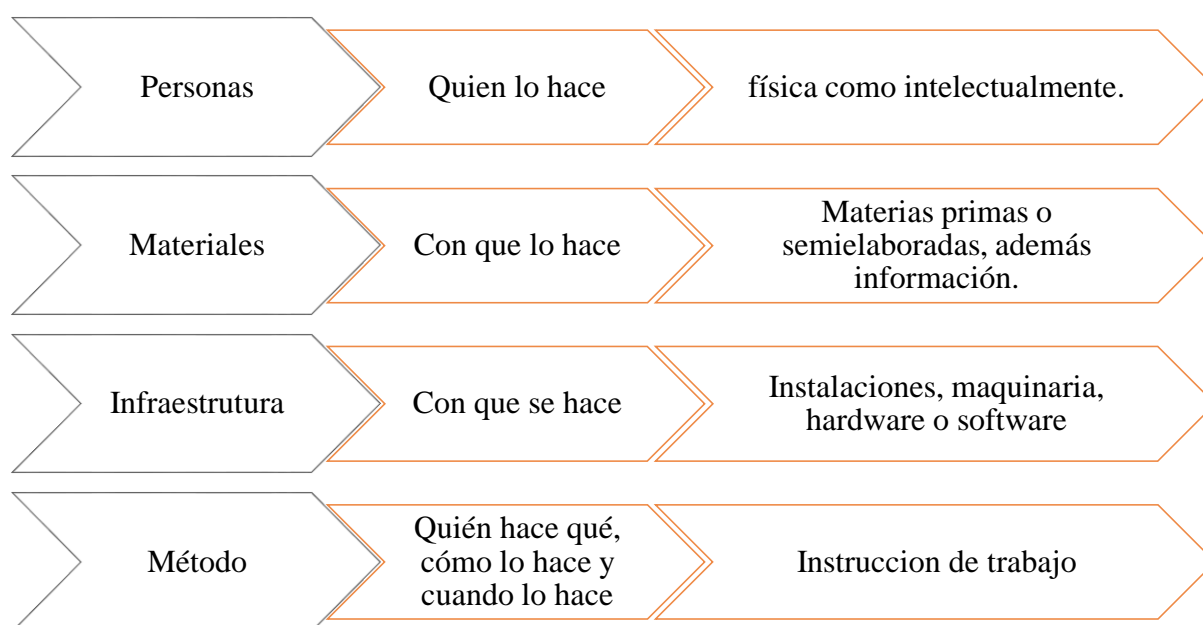 Personas
Quien lo hace
física como intelectualmente.
Materiales
Con que lo hace
Materias primas o
semielaboradas, además
información.
Infraestrutura
Con que se hace
Instalaciones, maquinaria,
hardware o software
Método
Quién hace qué,
cómo lo hace y
cuando lo hace
Instruccion de trabajo